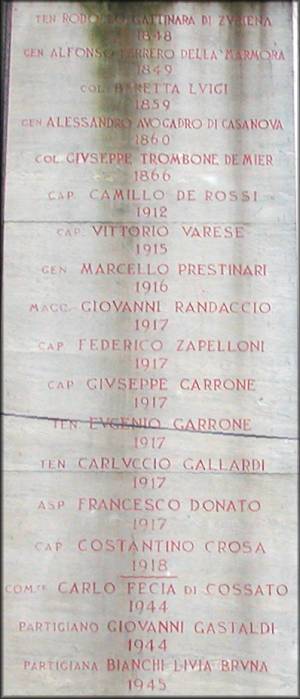 TEN RODOLFO GATTINARA DI ZVBIENA
1848
GEN ALFONSO FERRERO DELLA MARMORA
1849
COL BERETTA LVIGI
1859
GEN ALESSANDRO AVOGADRO DI CASANOVA
1860
COL GIVSEPPE TROMBONE DE MIER
1866
CAP CAMILLO DE ROSSI
1912
CAP VITTORIO VARESE
1915
GEN MARCELLO PRESTINARI
1916
MAGG GIOVANNI RANDACCIO
1917
CAP FEDERICO ZAPELLONI
1917
CAP GIVSEPPE GARRONE
1917
TEN EVGENIO GARRONE
1917
TEN CARLVCCIO GALLARDI
1917
ASP FRANCESCO DONATO
1917
CAP COSTANTINO CROSA
1918
COM.TE CARLO FECIA DI COSSATO
1944
PARTIGIANO GIOVANNI GASTALDI
1944
PARTIGIANA BIANCHI LIVIA BRVNA
1945